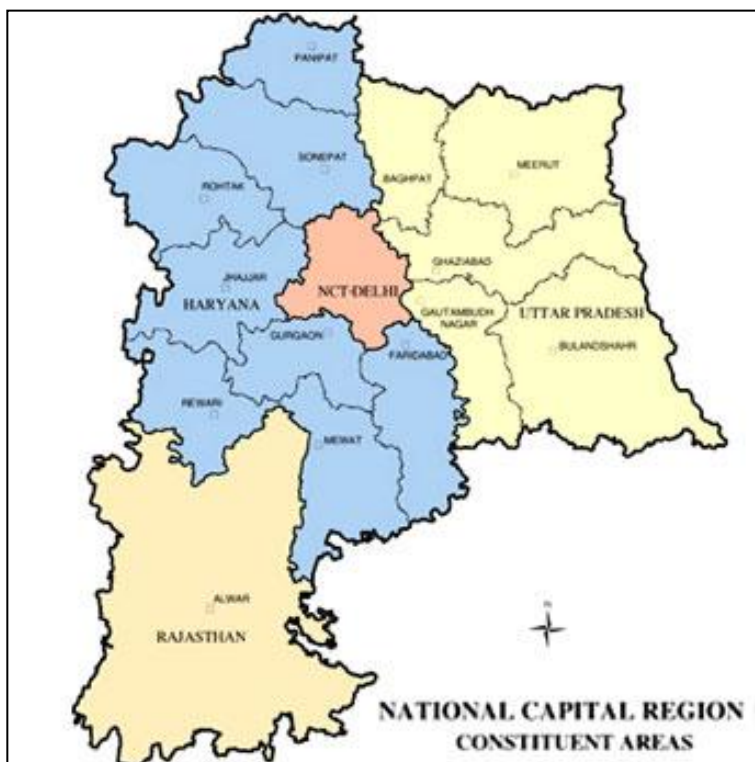 PANIPAT
SONEPAT
BAGHPAT
MEERUT
ROHTAK
GHAZIABAD
JHAJJAR
NCT-DELHI
HARYANA
GAUTAMBUDH
NAGAR
UTTAR PRADESH
GURGAON
FARIDABAD
BULANDSHAHR
REWARI
MEWAT
ALWAR
RAJASTHAN
N
NATIONAL CAPITAL REGION
CONSTITUENT AREAS